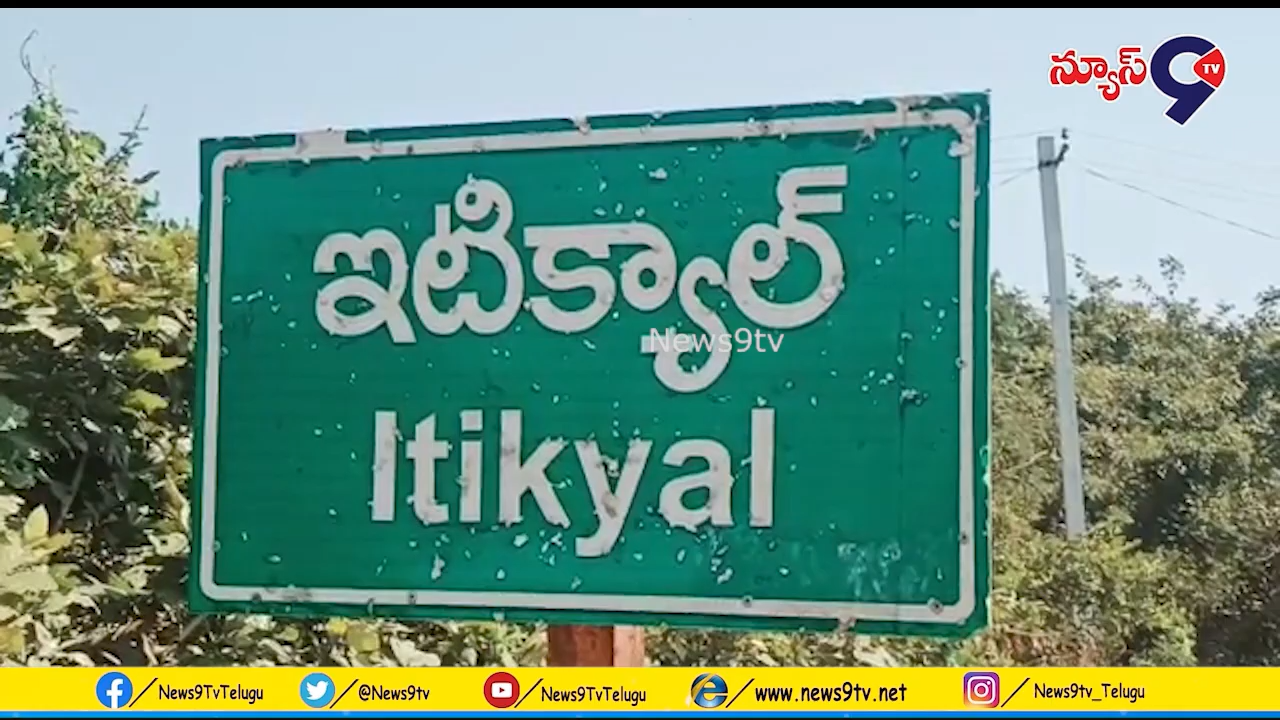 న్యూస్ 9 TV
ఇటిక్యాల్
News9tv
Itikyal
/News9TvTelugu /@News9tv /News9TvTelugu /www.news9tv.net /News9tv_Telugu